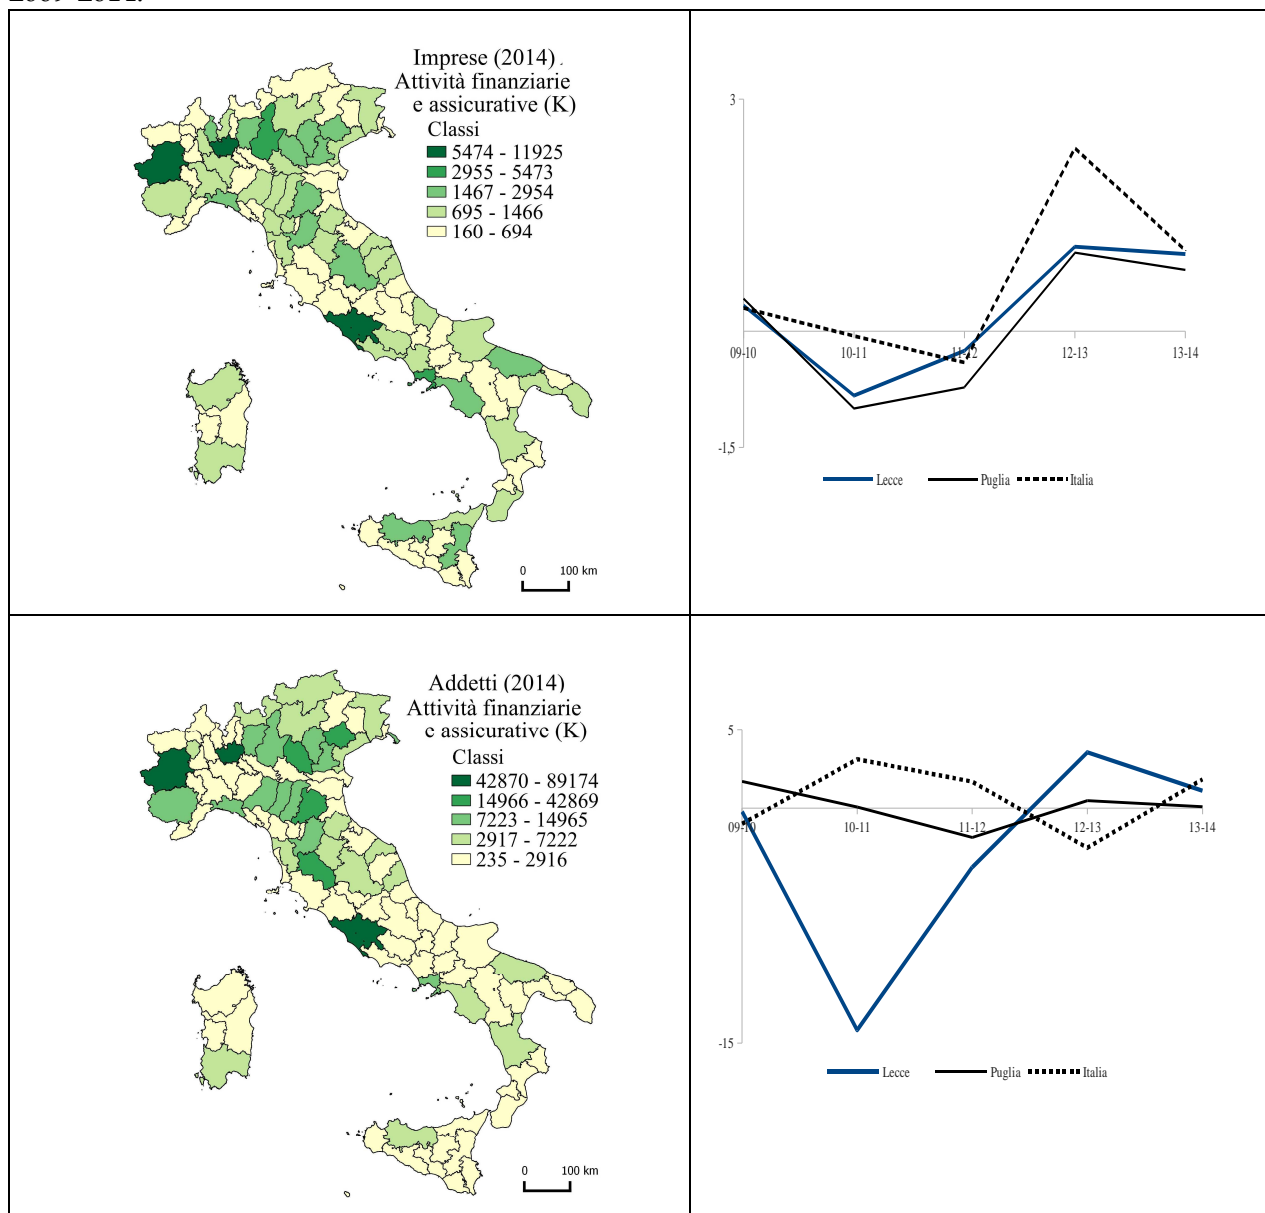 Imprese (2014)
Attività finanziarie
e assicurative (K)
Classi
5474 - 11925
2955 - 5473
1467 - 2954
695 - 1466
160 - 694
0 100 km
3
09-10 10-11 11-12 12-13 13-14
-1,5
Lecce Puglia Italia
Addetti (2014)
Attività finanziarie
e assicurative (K)
Classi
42870 - 89174
14966 - 42869
7223 - 14965
2917 - 7222
235 - 2916
0 100 km
5
09-10 10-11 11-12 12-13 13-14
-15
Lecce Puglia Italia